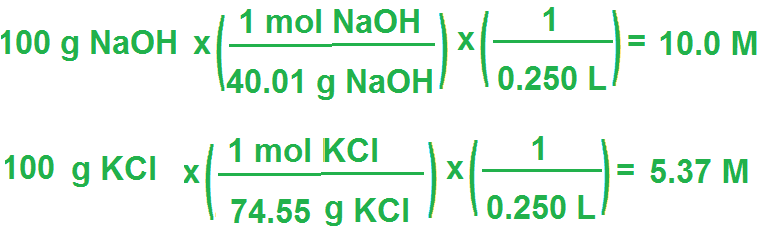 100 g NaOH x (1 mol NaOH / 40.01 g NaOH) x (1 / 0.250 L) = 10.0 M
100 g KCl x (1 mol KCl / 74.55 g KCl) x (1 / 0.250 L) = 5.37 M